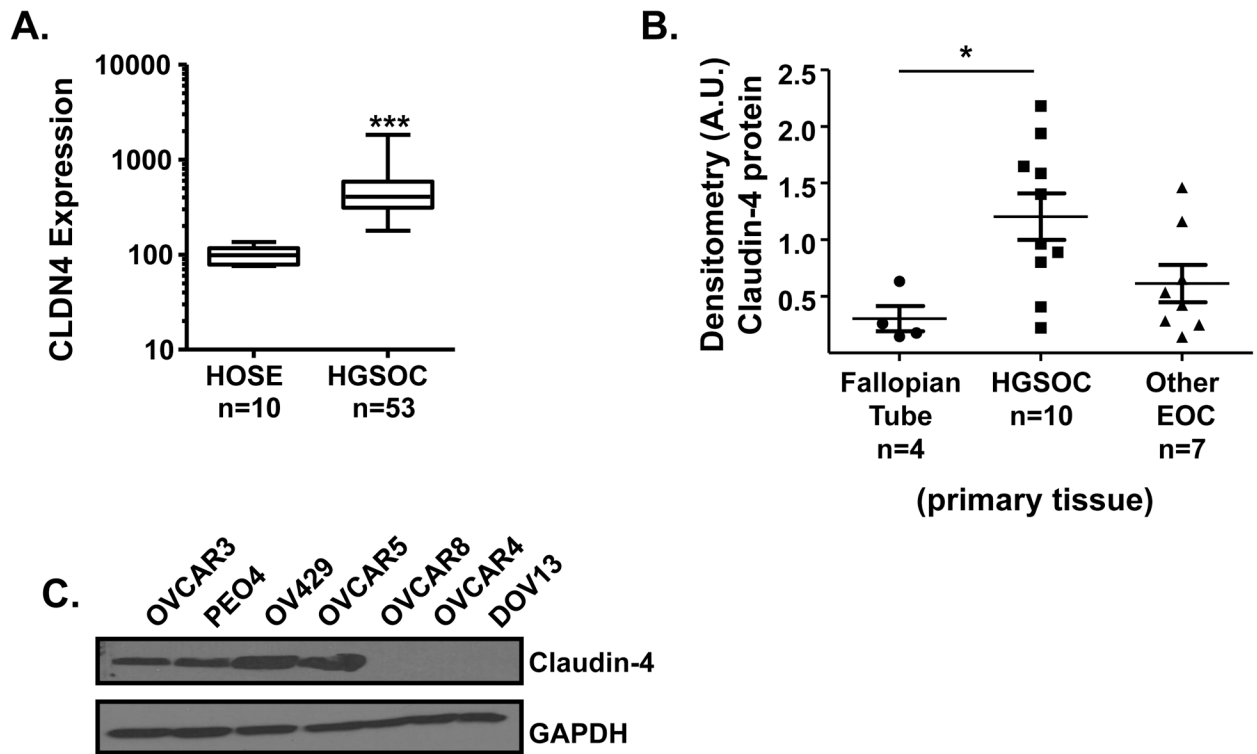 A.
CLDN4 Expression
10000
1000
100
10
***
HOSE
n=10
HGSOC
n=53
B.
Densitometry (A.U.)
Claudin-4 protein
2.5
2.0
1.5
1.0
0.5
*
Fallopian
Tube
n=4
HGSOC
n=10
Other
EOC
n=7
(primary tissue)
C.
OVCAR3
PEO4
OV429
OVCAR5
OVCAR8
OVCAR4
DOV13
Claudin-4
GAPDH